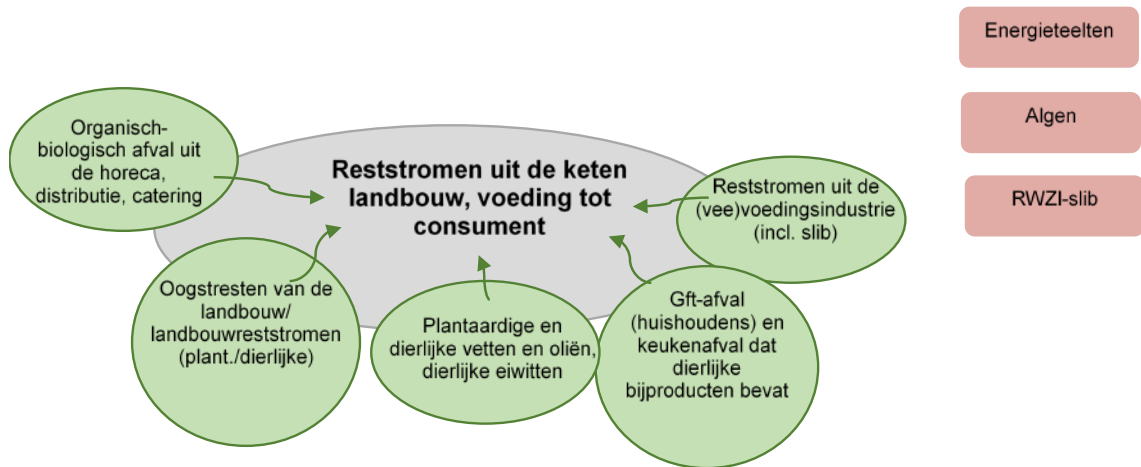 Energieteelten
Algen
RWZI-slib
Organisch-
biologisch afval uit
de horeca,
distributie, catering
Reststromen uit de keten
landbouw, voeding tot
consument
Reststromen uit de
(vee)voedingsindustrie
(incl. slib)
Oogstresten van de
landbouw/
landbouwreststromen
(plant./dierlijke)
Plantaardige en
dierlijke vetten en oliën,
dierlijke eiwitten
Gft-afval
(huishoudens) en
keukenafval dat
dierlijke
bijproducten bevat